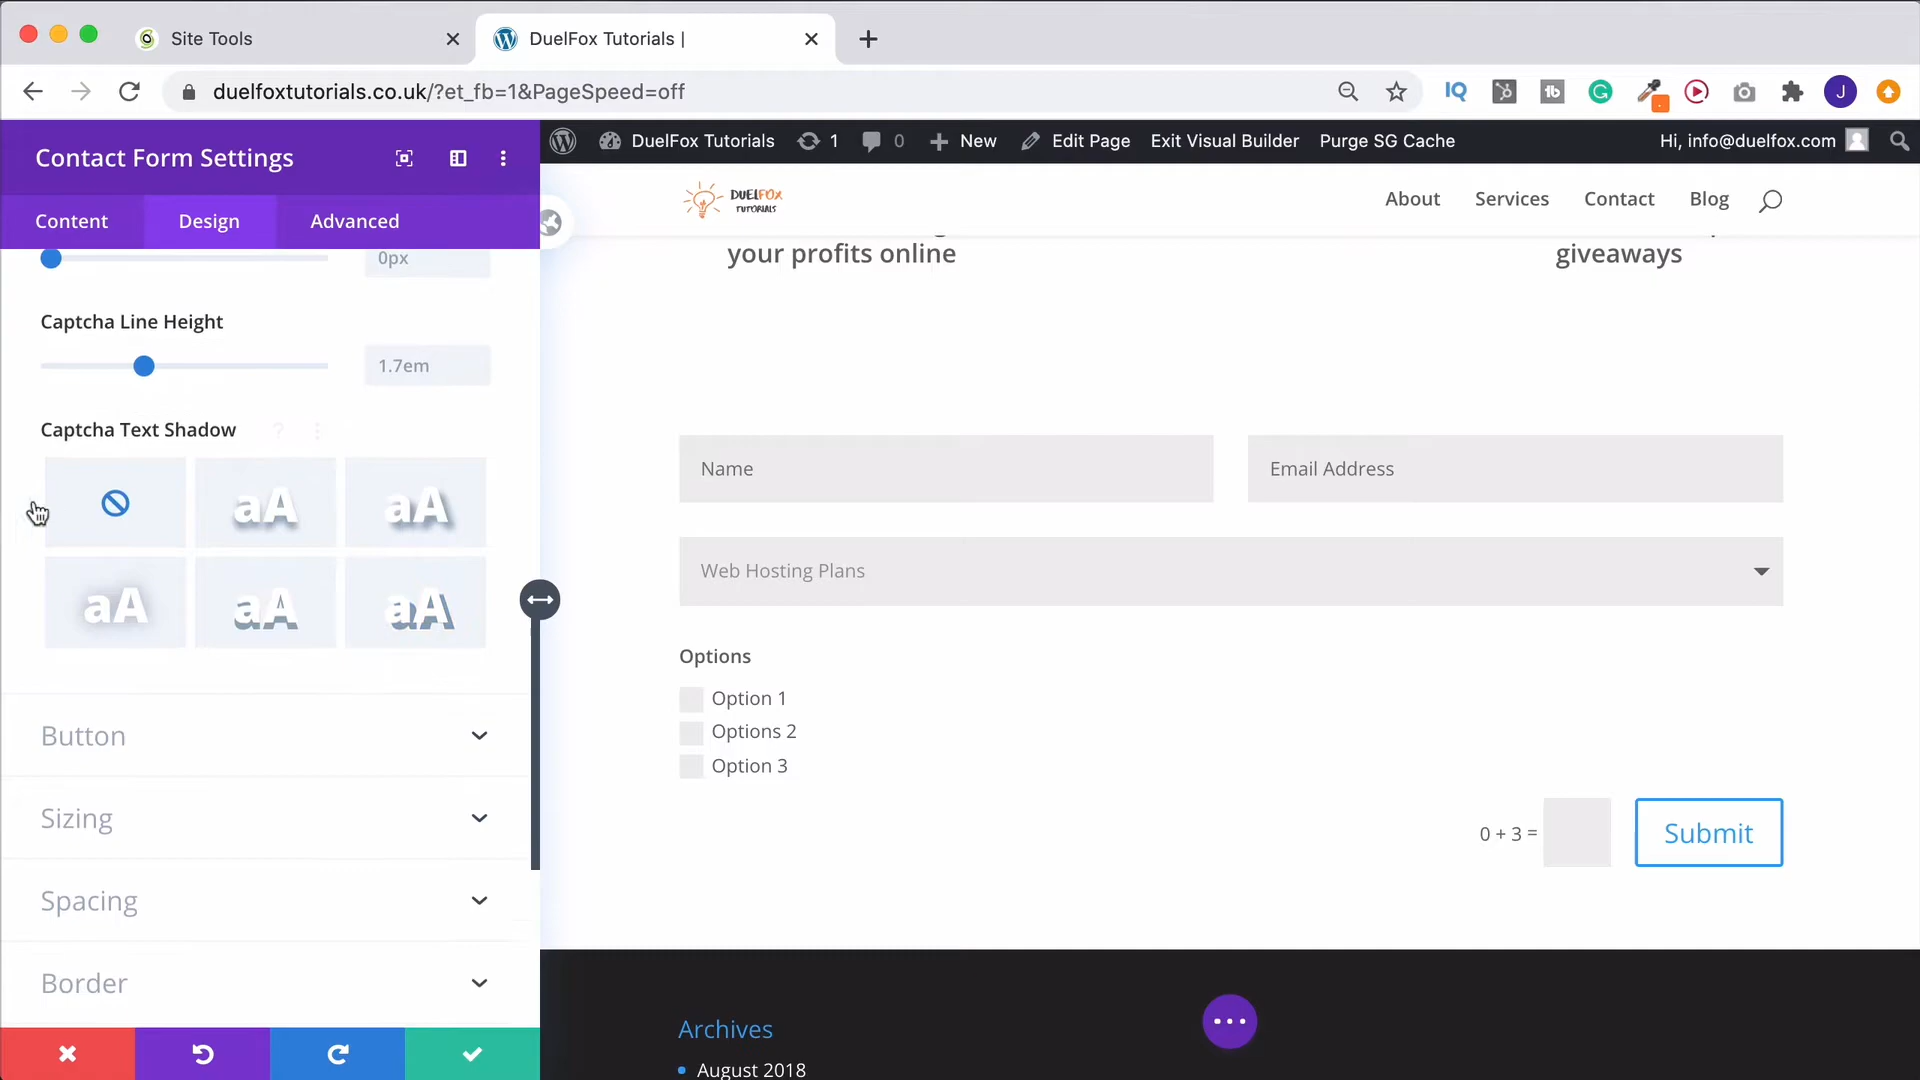 Site Tools
DuelFox Tutorials |
duelfoxtutorials.co.uk/?et_fb=1&PageSpeed=off
IQ
tb
G
J
Contact Form Settings
DuelFox Tutorials
1
0
New
Edit Page
Exit Visual Builder
Purge SG Cache
Hi, info@duelfox.com
Content
Design
Advanced
DUELFOX
TUTORIALS
About
Services
Contact
Blog
0px
your profits online
giveaways
Captcha Line Height
1.7em
Captcha Text Shadow
?
aA
aA
aA
aA
aA
Name
Email Address
Web Hosting Plans
Options
Option 1
Options 2
Option 3
0 + 3 =
Submit
Button
Sizing
Spacing
Border
Archives
August 2018